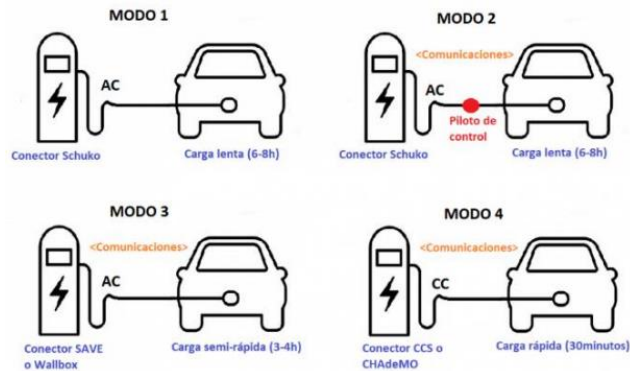 MODO 1
AC
Conector Schuko
Carga lenta (6-8h)
MODO 2
<Comunicaciones>
AC
Piloto de
control
Conector Schuko
Carga lenta (6-8h)
MODO 3
<Comunicaciones>
AC
Conector SAVE
o Wallbox
Carga semi-rápida (3-4h)
MODO 4
<Comunicaciones>
CC
Conector CCS o
CHAdeMO
Carga rápida (30minutos)